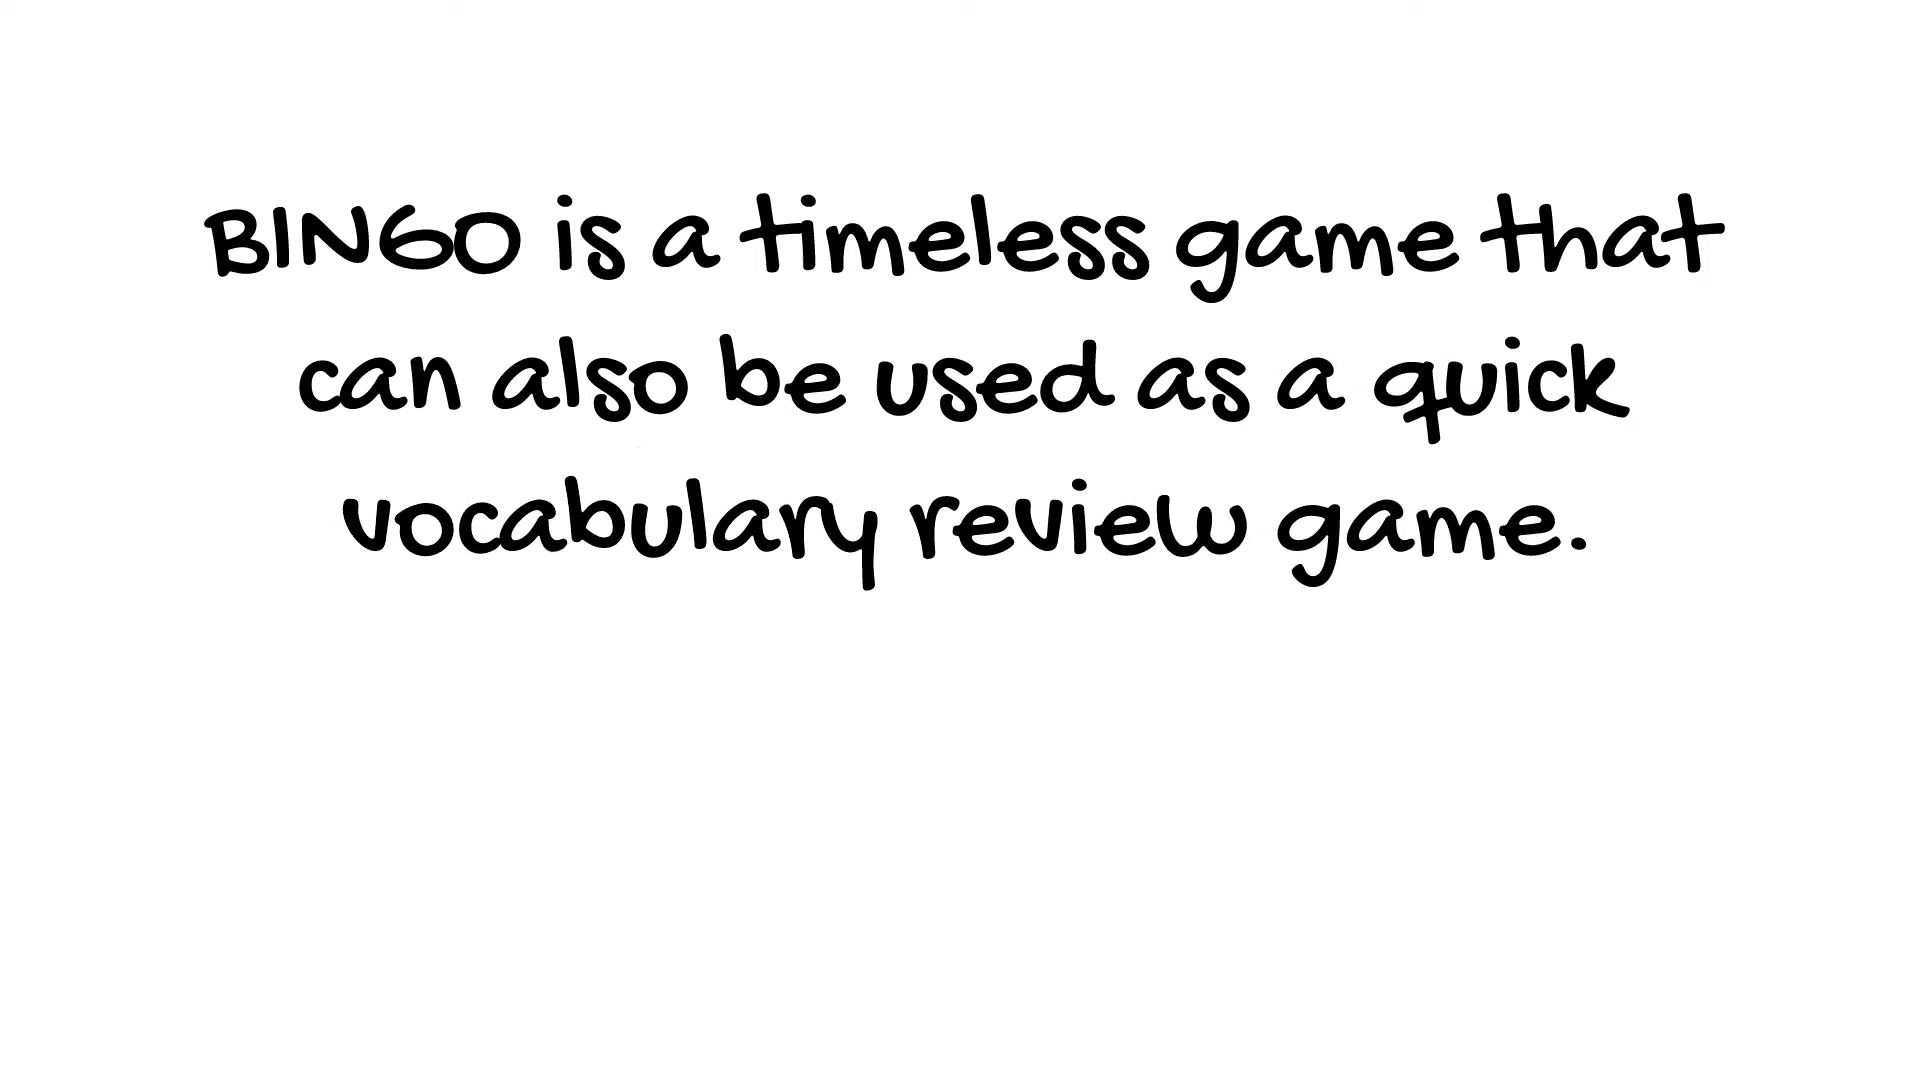 BINGO is a timeless game that
can also be used as a quick
vocabulary review game.